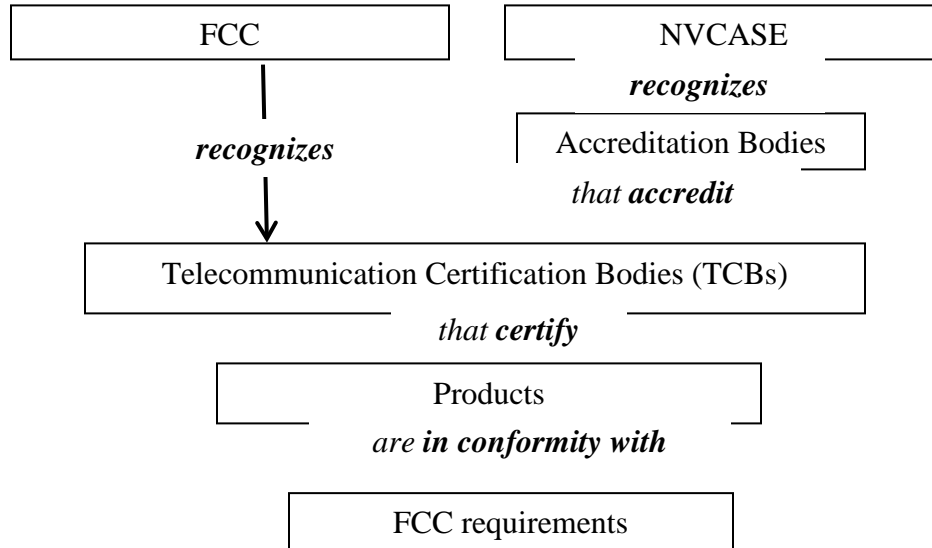 FCC
NVCASE
recognizes
Accreditation Bodies
recognizes
that accredit
Telecommunication Certification Bodies (TCBs)
that certify
Products
are in conformity with
FCC requirements